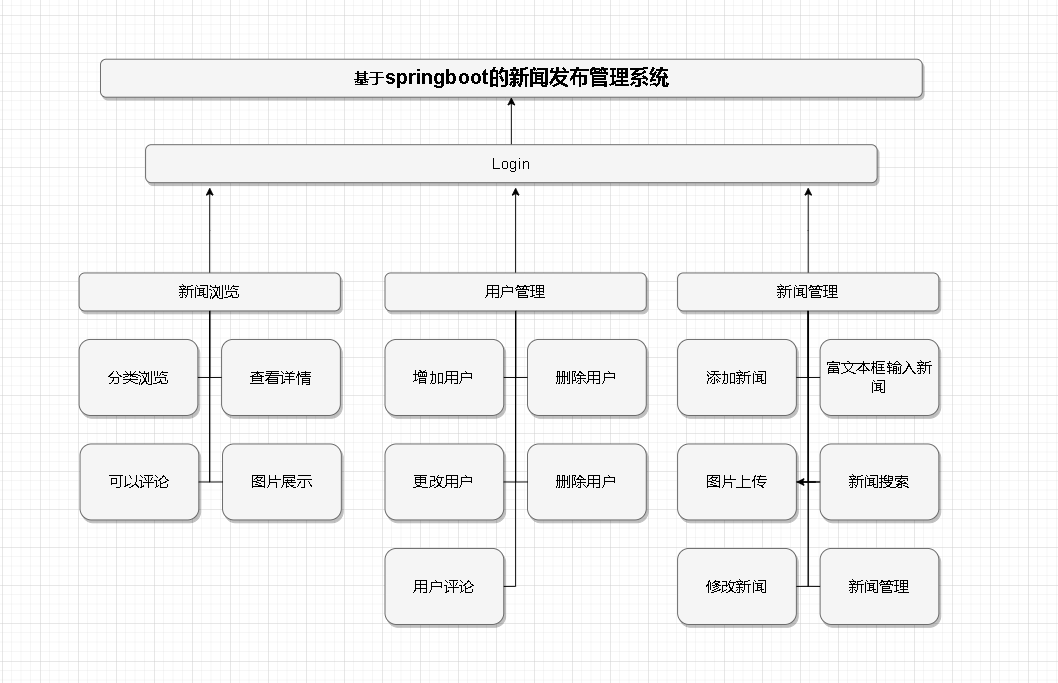 基于springboot的新闻发布管理系统
Login
新闻浏览
用户管理
新闻管理
分类浏览
查看详情
增加用户
删除用户
添加新闻
富文本框输入新
闻
可以评论
图片展示
更改用户
删除用户
图片上传
新闻搜索
用户评论
修改新闻
新闻管理